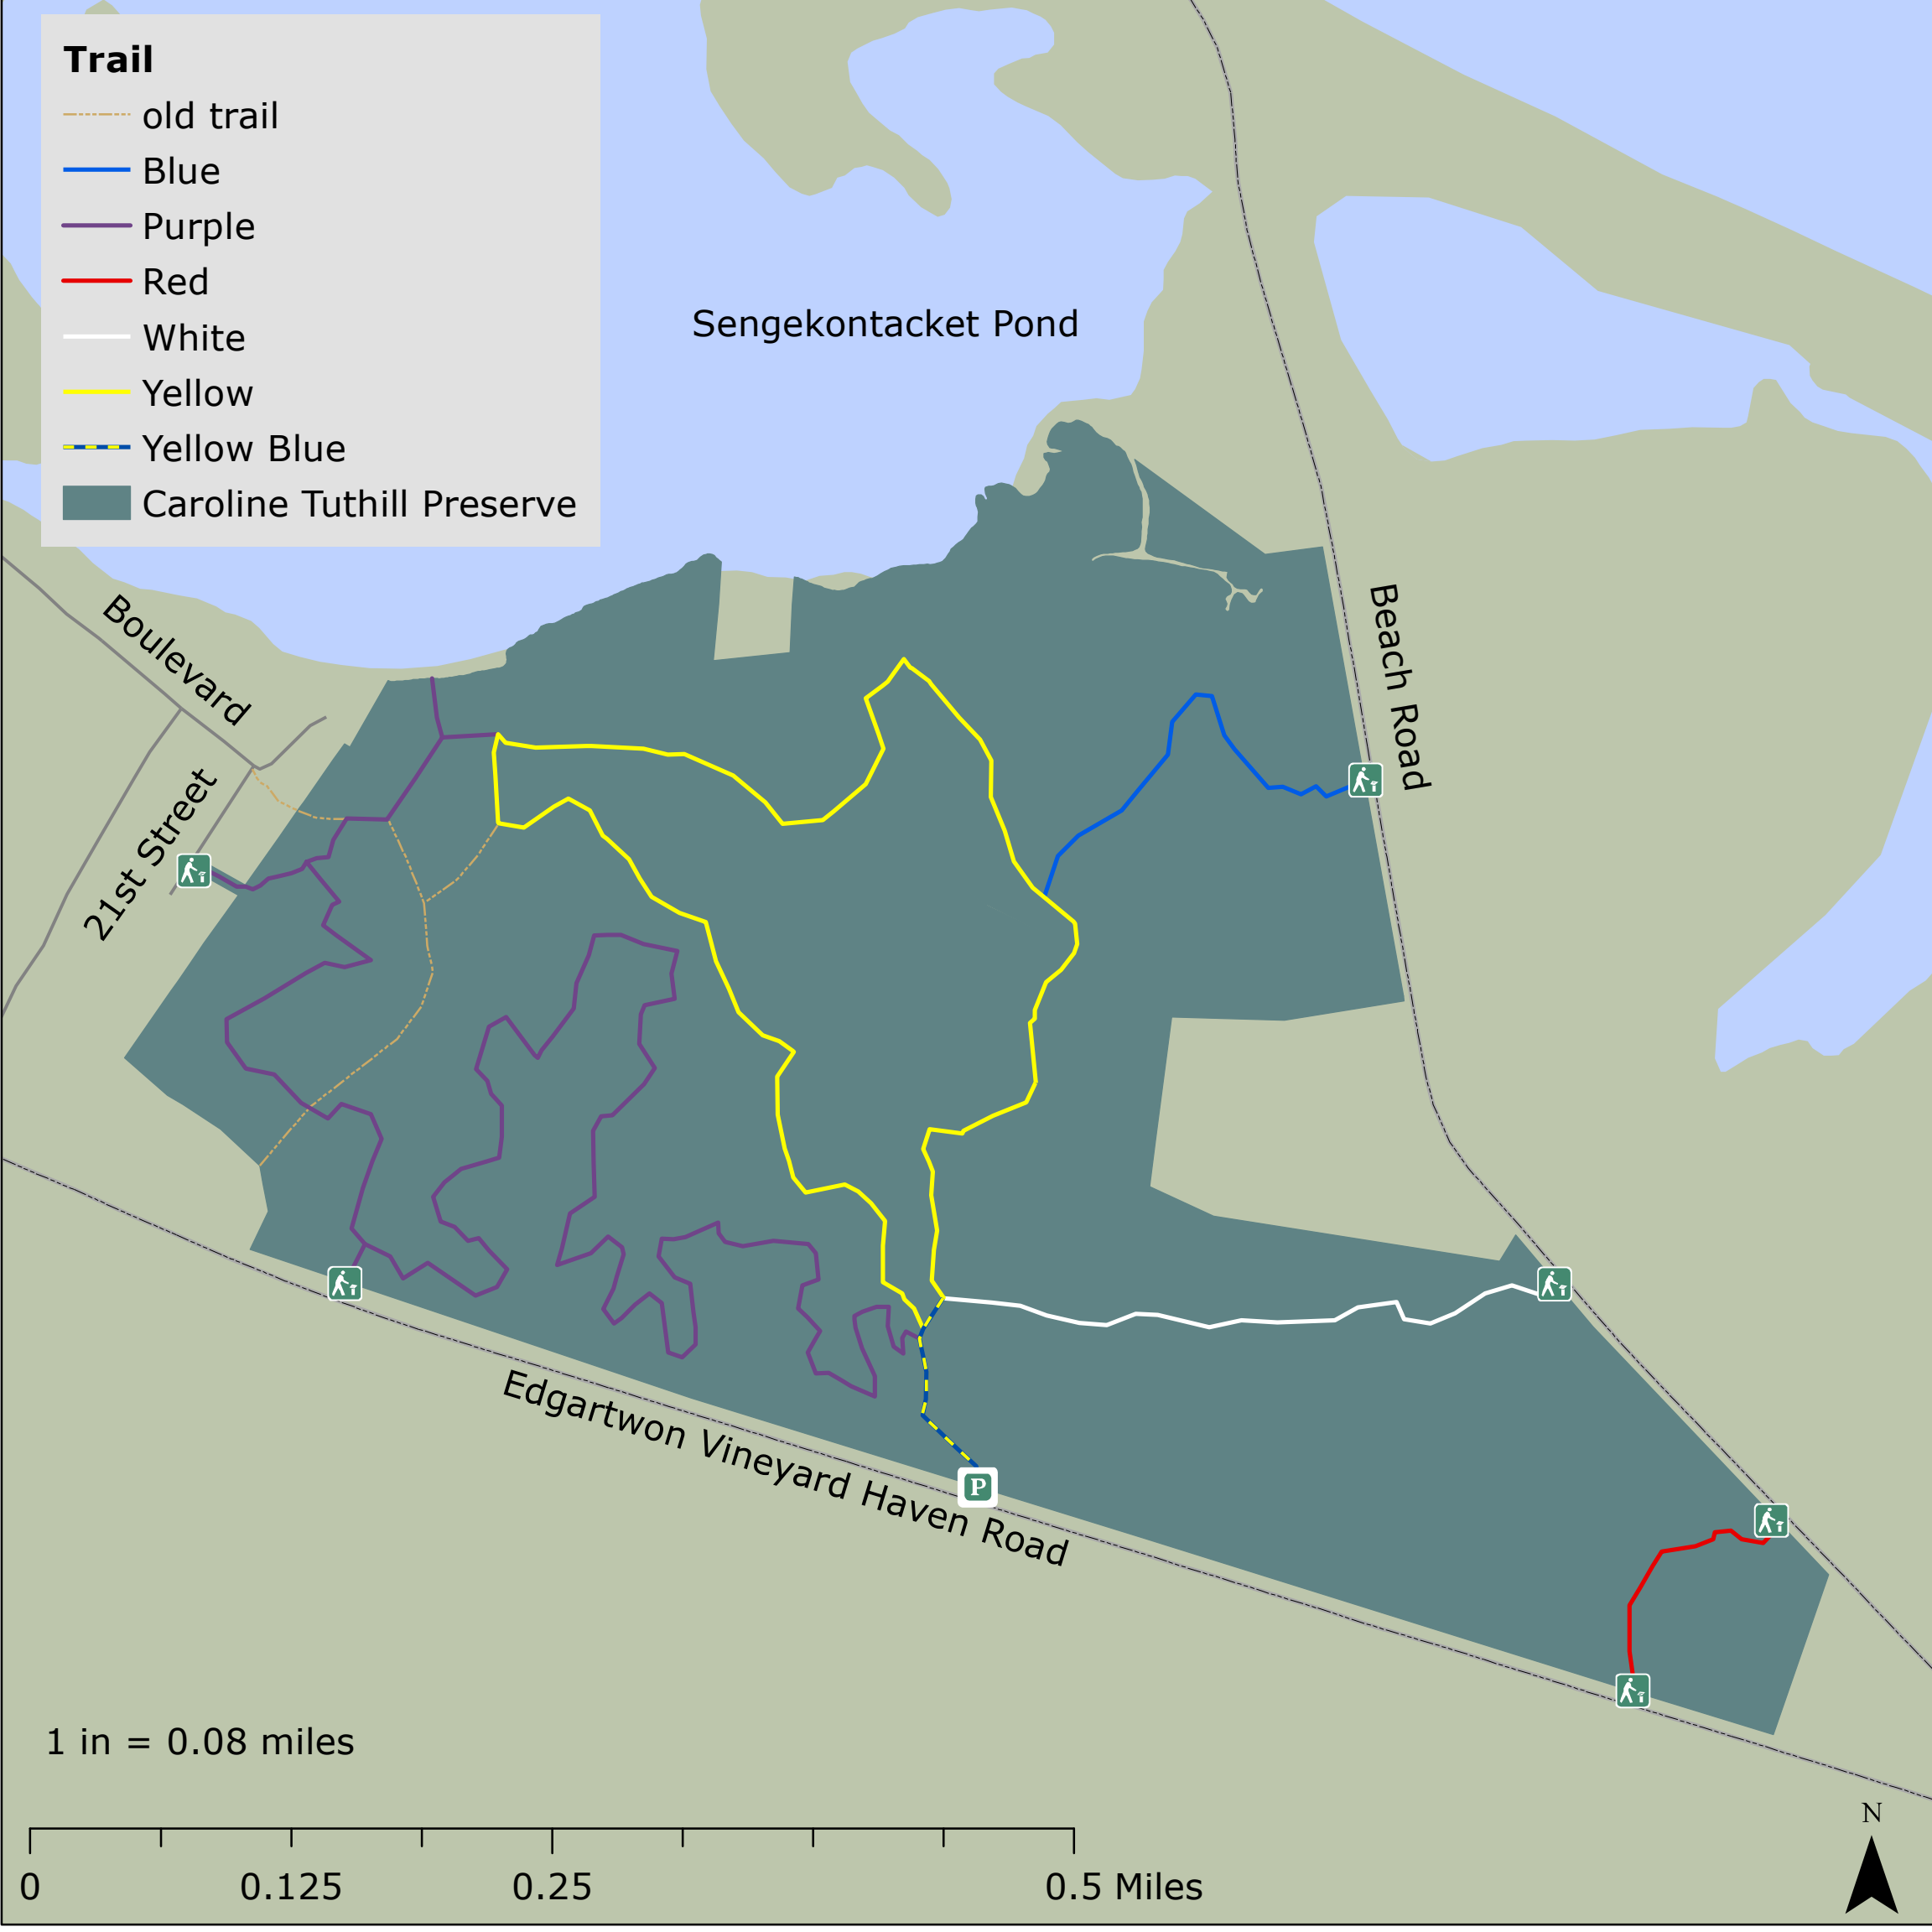 Trail
old trail
Blue
Purple
Red
White
Yellow
Yellow Blue
Caroline Tuthill Preserve
Sengekontacket Pond
Boulevard
21st Street
Beach Road
Edgartwon Vineyard Haven Road
P
1 in = 0.08 miles
0 0.125 0.25 0.5 Miles
N